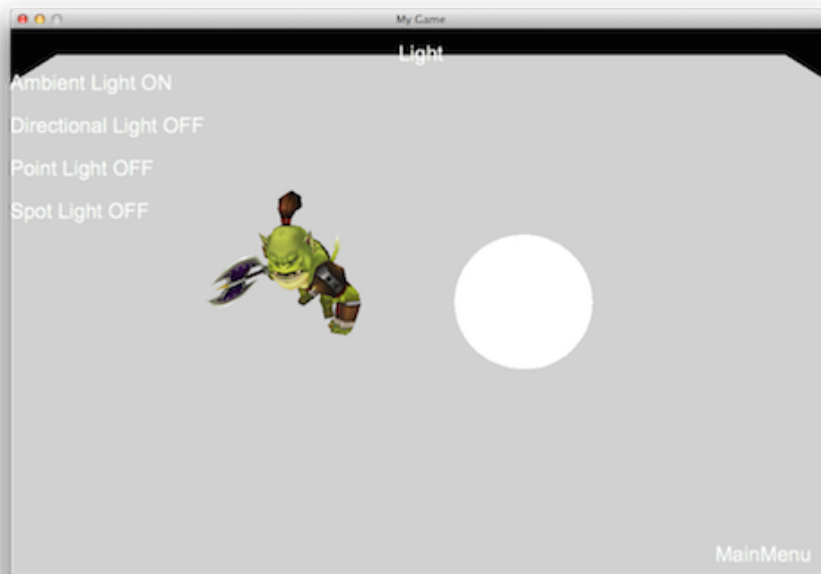 My Game
Light
Ambient Light ON
Directional Light OFF
Point Light OFF
Spot Light OFF
MainMenu